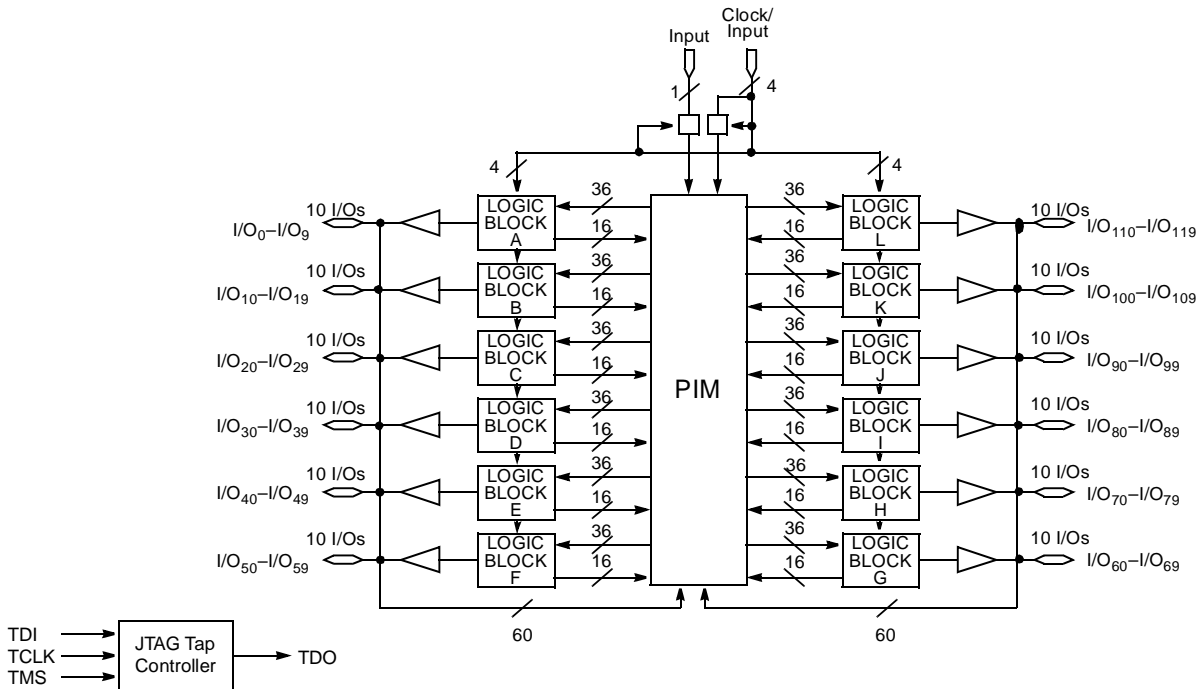 Clock/
Input
Input
1
4
4
4
10 I/Os
I/O0–I/O9
LOGIC
BLOCK
A
36
16
PIM
36
16
LOGIC
BLOCK
L
10 I/Os
I/O110–I/O119
10 I/Os
I/O10–I/O19
LOGIC
BLOCK
B
36
16
36
16
LOGIC
BLOCK
K
10 I/Os
I/O100–I/O109
10 I/Os
I/O20–I/O29
LOGIC
BLOCK
C
36
16
36
16
LOGIC
BLOCK
J
10 I/Os
I/O90–I/O99
10 I/Os
I/O30–I/O39
LOGIC
BLOCK
D
36
16
36
16
LOGIC
BLOCK
I
10 I/Os
I/O80–I/O89
10 I/Os
I/O40–I/O49
LOGIC
BLOCK
E
36
16
36
16
LOGIC
BLOCK
H
10 I/Os
I/O70–I/O79
10 I/Os
I/O50–I/O59
LOGIC
BLOCK
F
36
16
36
16
LOGIC
BLOCK
G
10 I/Os
I/O60–I/O69
60
60
TDI
TCLK
TMS
JTAG Tap
Controller
TDO